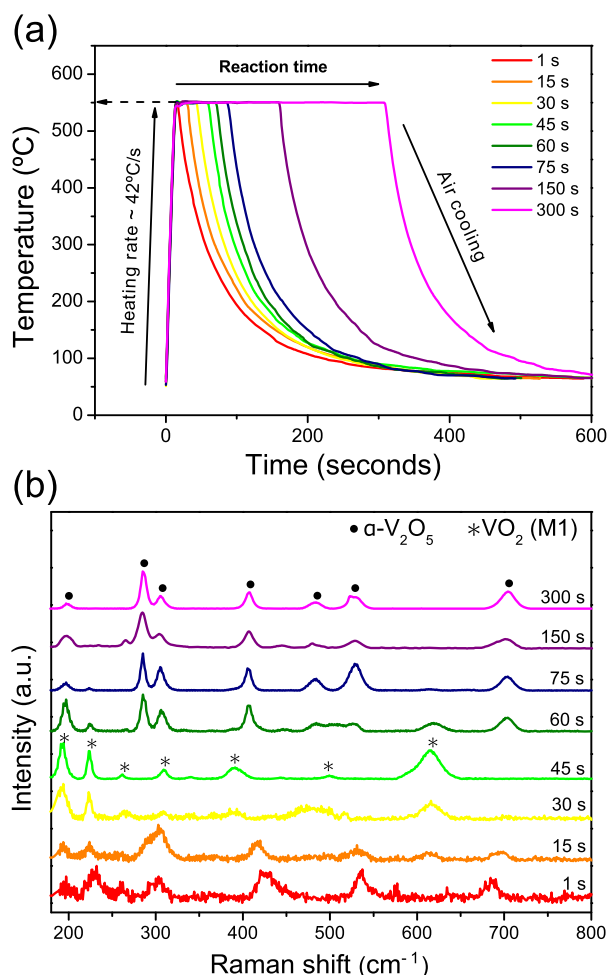 (a)
600
500
400
300
200
100
0
Temperature (ºC)
Heating rate ~ 42ºC/s
Reaction time
Air cooling
1 s
15 s
30 s
45 s
60 s
75 s
150 s
300 s
0 200 400 600
Time (seconds)
(b)
● α-V₂O₅ *VO₂ (M1)
300 s
150 s
75 s
60 s
45 s
30 s
15 s
1 s
Intensity (a.u.)
200 300 400 500 600 700 800
Raman shift (cm⁻¹)